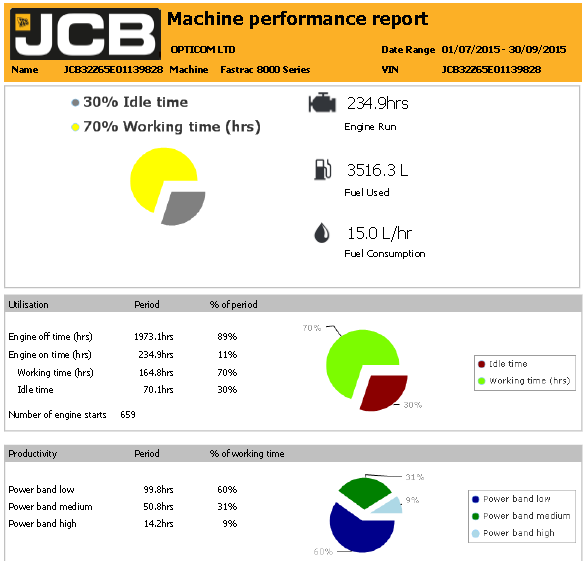 JCB
Machine performance report
OPTICOM LTD
Date Range 01/07/2015 - 30/09/2015
Name JCB32Z65E01139828 Machine Fastrac 8000 Series VIN JCB32Z65E01139828
30% Idle time
70% Working time (hrs)
234.9hrs
Engine Run
3516.3 L
Fuel Used
15.0 L/hr
Fuel Consumption
Utilisation Period % of period
Engine off time (hrs) 1973.1hrs 89%
Engine on time (hrs) 234.9hrs 11%
Working time (hrs) 164.8hrs 70%
Idle time 70.1hrs 30%
Number of engine starts 659
70%
30%
Idle time
Working time (hrs)
Productivity Period % of working time
Power band low 99.8hrs 60%
Power band medium 50.8hrs 31%
Power band high 14.2hrs 9%
31%
9%
60%
Power band low
Power band medium
Power band high